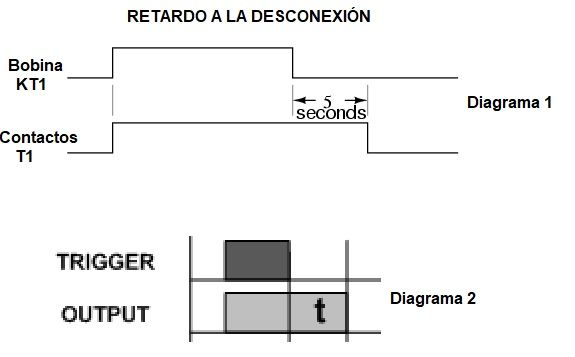 RETARDO A LA DESCONEXIÓN
Bobina
KT1
5
seconds
Diagrama 1
Contactos
T1
TRIGGER
OUTPUT
t
Diagrama 2